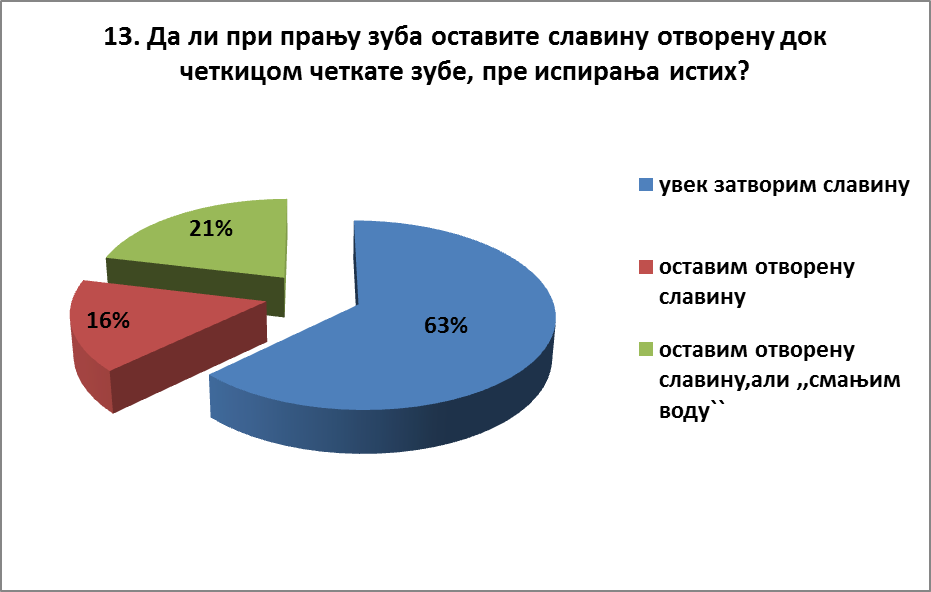 13. Да ли при прању зуба оставите славину отворену док
четкицом четкате зубе, пре испирања истих?
21%
16%
63%
увек затворим славину
оставим отворену
славину
оставим отворену
славину,али ,,смањим
воду``